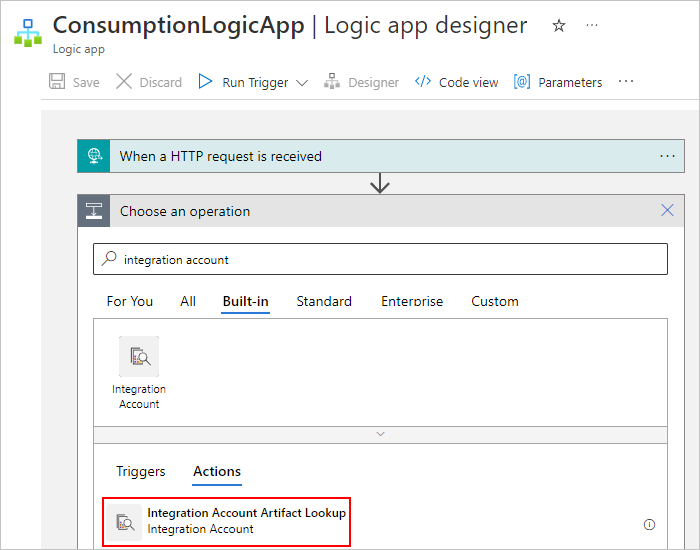 ConsumptionLogicApp | Logic app designer
Logic app
Save Discard Run Trigger Designer Code view Parameters
When a HTTP request is received
Choose an operation
integration account
For You All Built-in Standard Enterprise Custom
Integration
Account
Triggers Actions
Integration Account Artifact Lookup
Integration Account